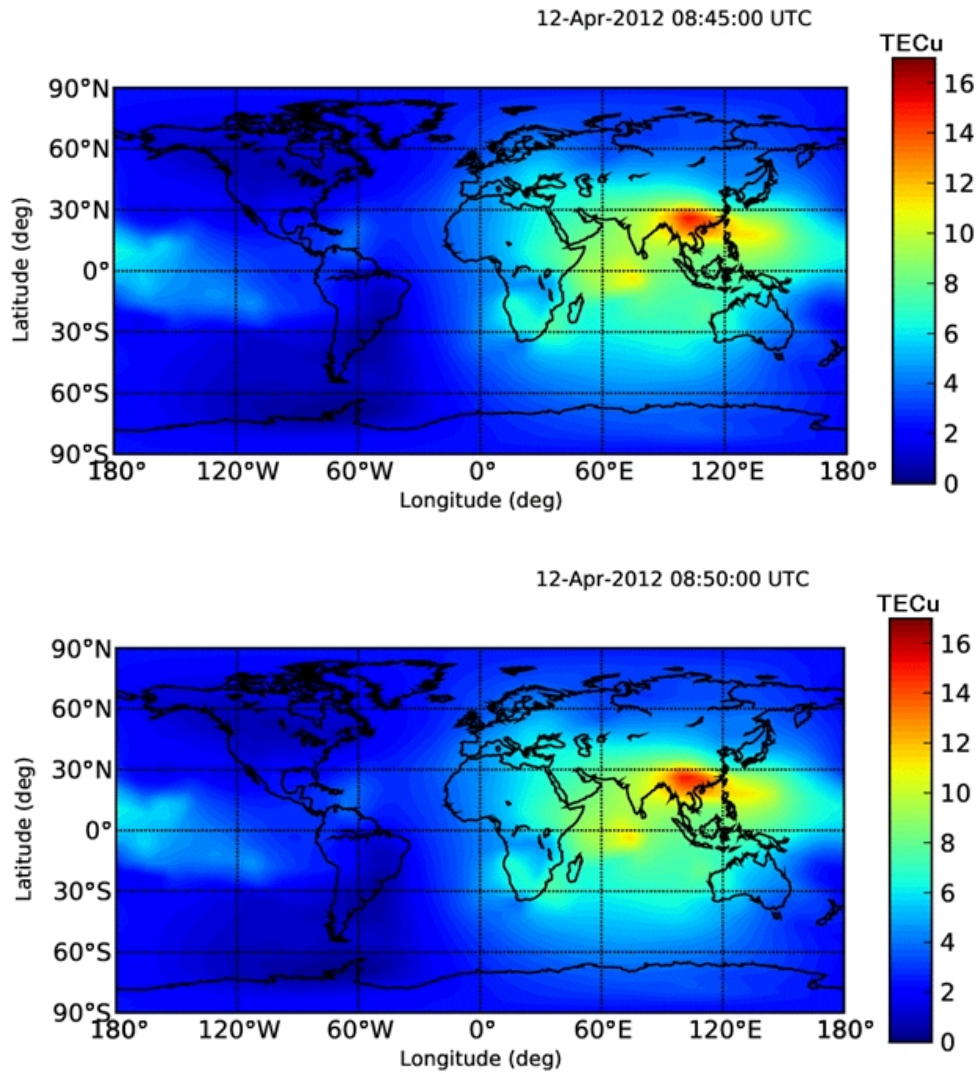 12-Apr-2012 08:45:00 UTC
TECu
90°N
60°N
30°N
0°
30°S
60°S
90°S
Latitude (deg)
180° 120°W 60°W 0° 60°E 120°E 180°
Longitude (deg)
16
14
12
10
8
6
4
2
0
12-Apr-2012 08:50:00 UTC
TECu
90°N
60°N
30°N
0°
30°S
60°S
90°S
Latitude (deg)
180° 120°W 60°W 0° 60°E 120°E 180°
Longitude (deg)
16
14
12
10
8
6
4
2
0